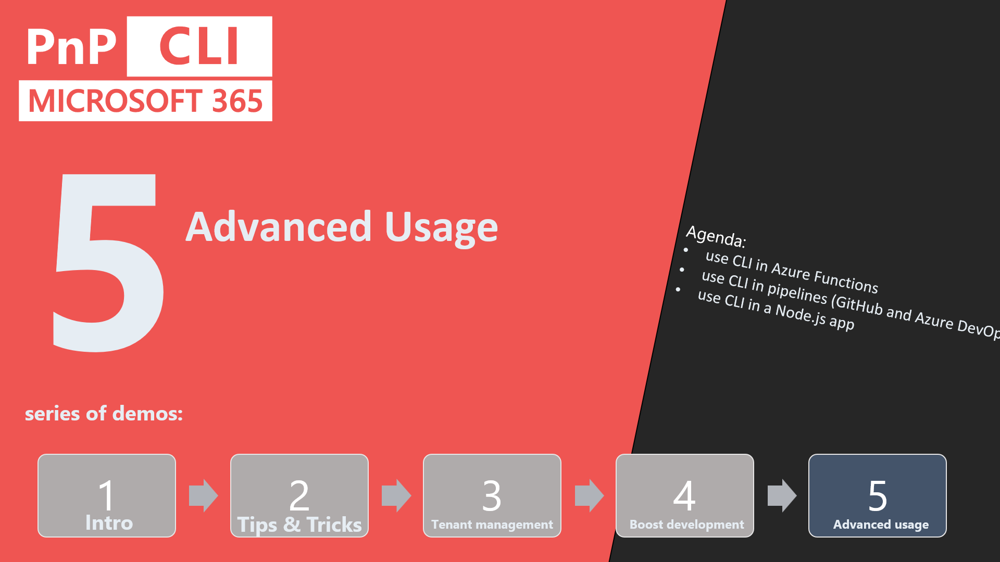 PnP CLI
MICROSOFT 365
5
Advanced Usage
Agenda:
• use CLI in Azure Functions
• use CLI in pipelines (GitHub and Azure DevOp
• use CLI in a Node.js app
series of demos:
1
Intro
2
Tips & Tricks
3
Tenant management
4
Boost development
5
Advanced usage